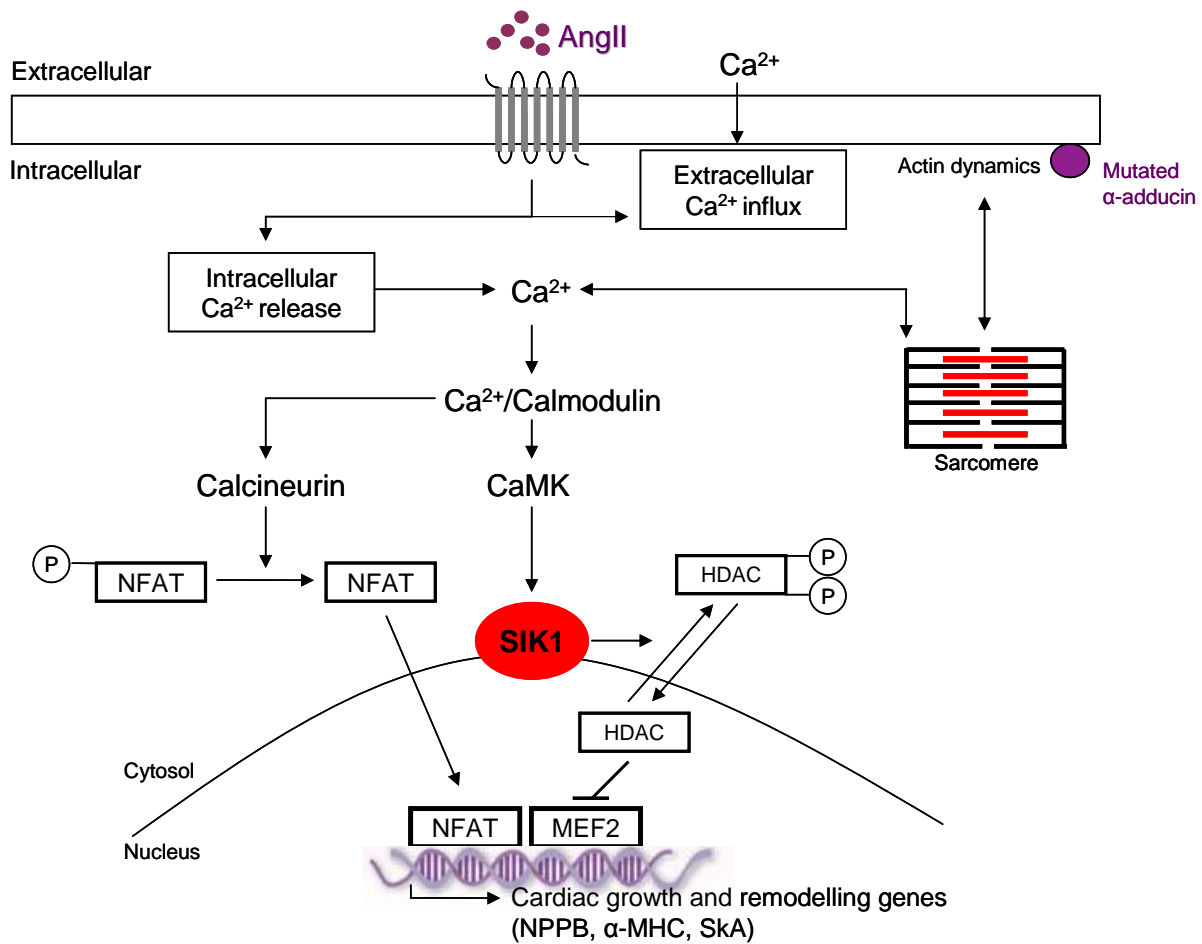 AngII
Extracellular
Ca²⁺
Intracellular
Extracellular
Ca²⁺ influx
Actin dynamics
Mutated
α-adducin
Intracellular
Ca²⁺ release
Ca²⁺
Ca²⁺/Calmodulin
Sarcomere
Calcineurin
CaMK
P
NFAT
NFAT
HDAC
P
P
SIK1
HDAC
Cytosol
Nucleus
NFAT
MEF2
Cardiac growth and remodelling genes
(NPPB, α-MHC, SkA)